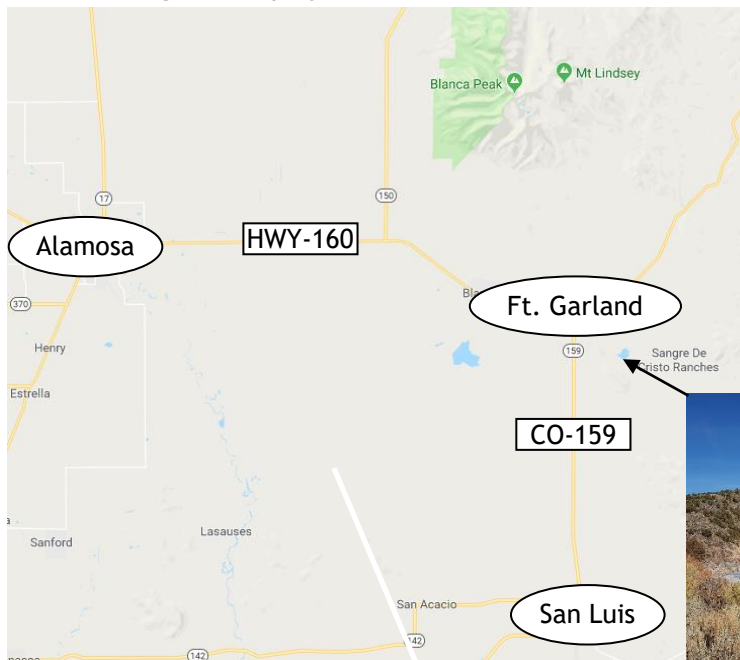 Blanca Peak
Mt Lindsey
17
150
Alamosa
HWY-160
Ft. Garland
370
159
Henry
Sangre De
Cristo Ranches
Estrella
CO-159
Sanford
Lasauses
San Acacio
San Luis
142
142